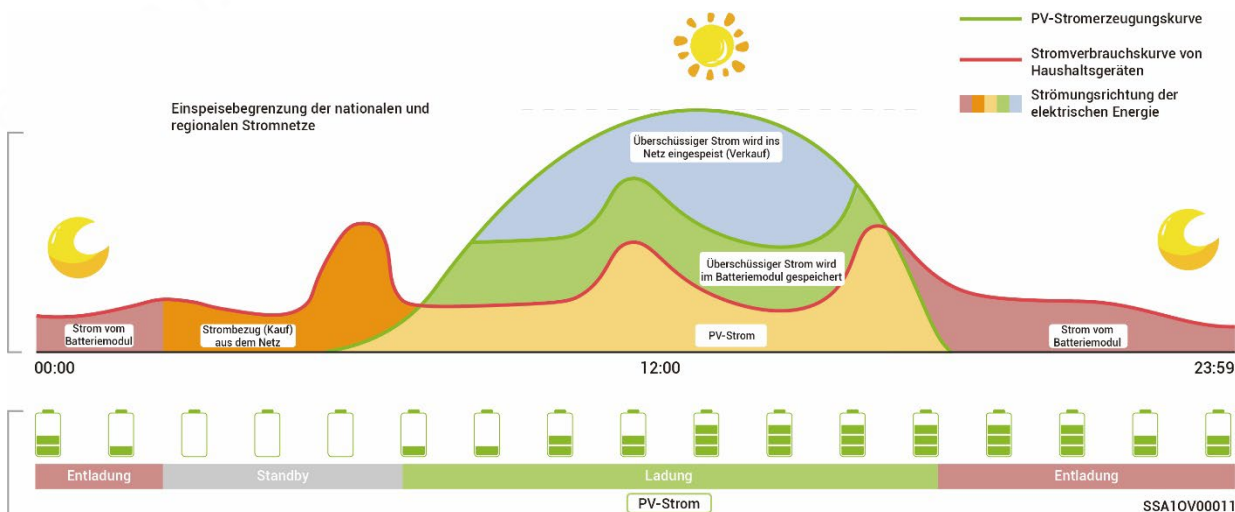 PV-Stromerzeugungskurve
Stromverbrauchskurve von
Haushaltsgeräten
Strömungsrichtung der
elektrischen Energie
Einspeisebegrenzung der nationalen und
regionalen Stromnetze
Überschüssiger Strom wird ins
Netz eingespeist (Verkauf)
Überschüssiger Strom wird
im Batteriemodul gespeichert
Strom vom
Batteriemodul
Strombezug (Kauf)
aus dem Netz
PV-Strom
Strom vom
Batteriemodul
00:00
12:00
23:59
Entladung
Standby
Ladung
Entladung
PV-Strom
SSA1OV00011